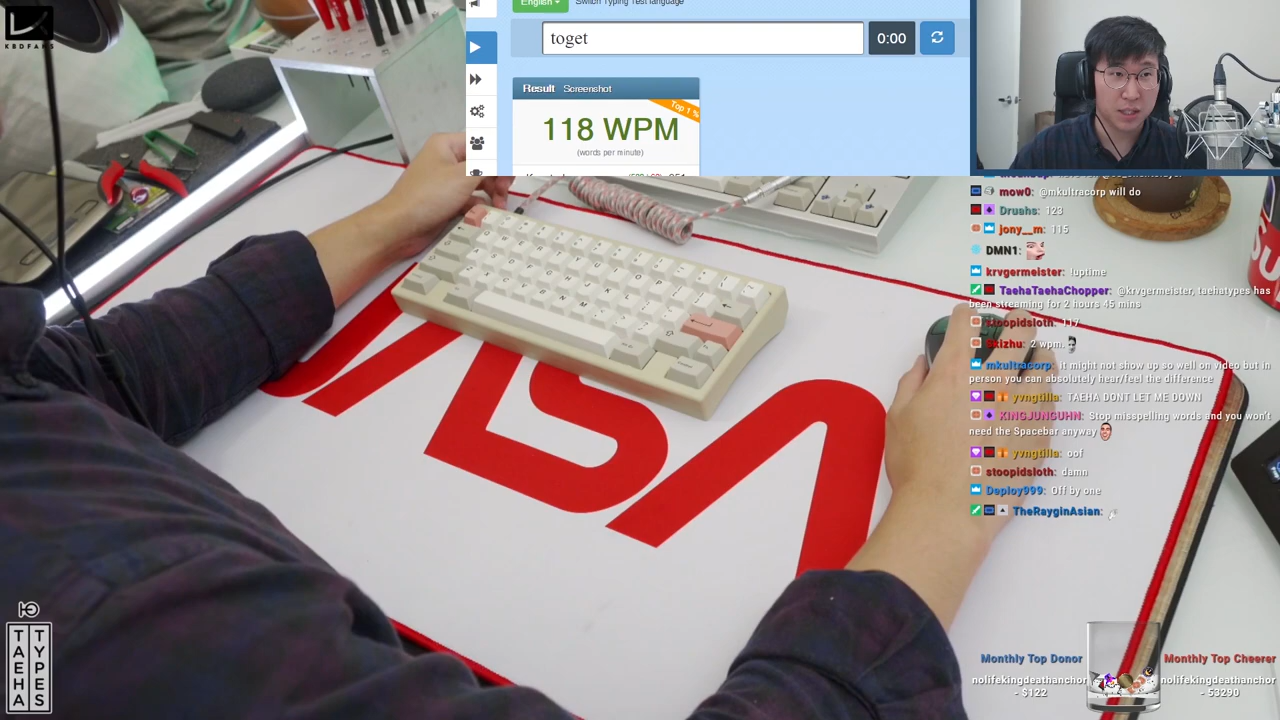 KBDFANS
English
Switch Typing Test language
toget
0:00
Result Screenshot
Top 1 %
118 WPM
(words per minute)
mow0: @mkultracorp will do
Druahs: 123
jony__m: 115
DMN1:
krvgermeister: !uptime
TaehaTaehaChopper: @krvgermeister, taehatypes has
been streaming for 2 hours 45 mins
stoopidsloth: 117
Skizhu: 2 wpm.
mkultracorp: it might not show up so well on video but in
person you can absolutely hear/feel the difference
yvngtilla: TAEHA DONT LET ME DOWN
KINGJUNGUHN: Stop misspelling words and you won't
need the Spacebar anyway
yvngtilla: oof
stoopidsloth: damn
Deploy999: Off by one
TheRayginAsian:
TAEHA
TYPES
Monthly Top Donor
nolifekingdeathanchor
- $122
Monthly Top Cheerer
nolifekingdeathanchor
- 53290